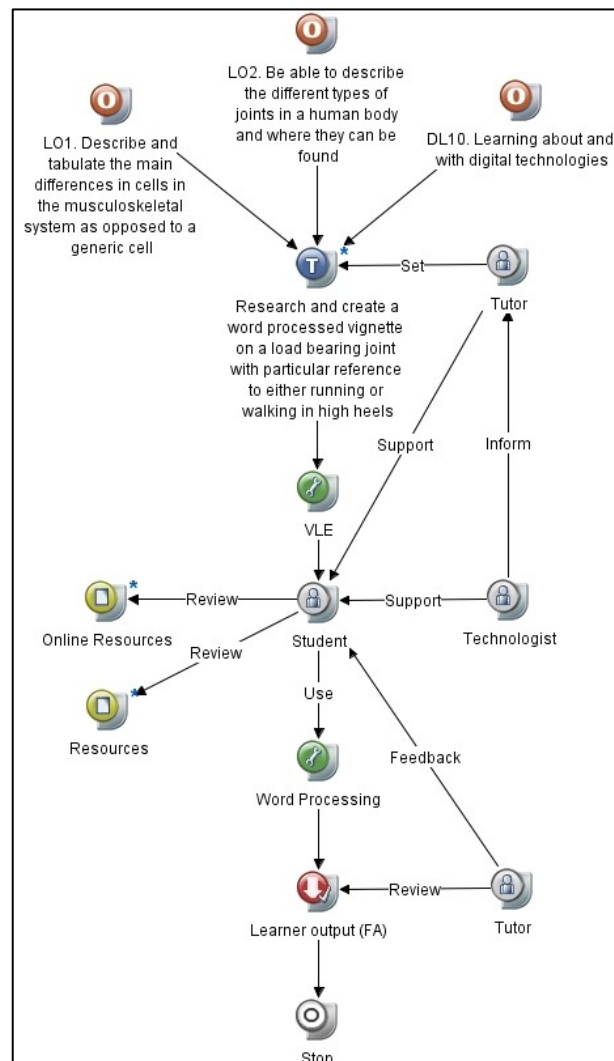 LO2. Be able to describe
the different types of
joints in a human body
and where they can be
found
LO1. Describe and
tabulate the main
differences in cells in
the musculoskeletal
system as opposed to
a generic cell
DL10. Learning about and
with digital technologies
T
*
Set
Tutor
Research and create a
word processed vignette
on a load bearing joint
with particular reference
to either running or
walking in high heels
Support
Inform
VLE
*
Review
Support
Online Resources
Student
Technologist
Review
*
Resources
Use
Feedback
Word Processing
Review
Learner output (FA)
Tutor
Stop